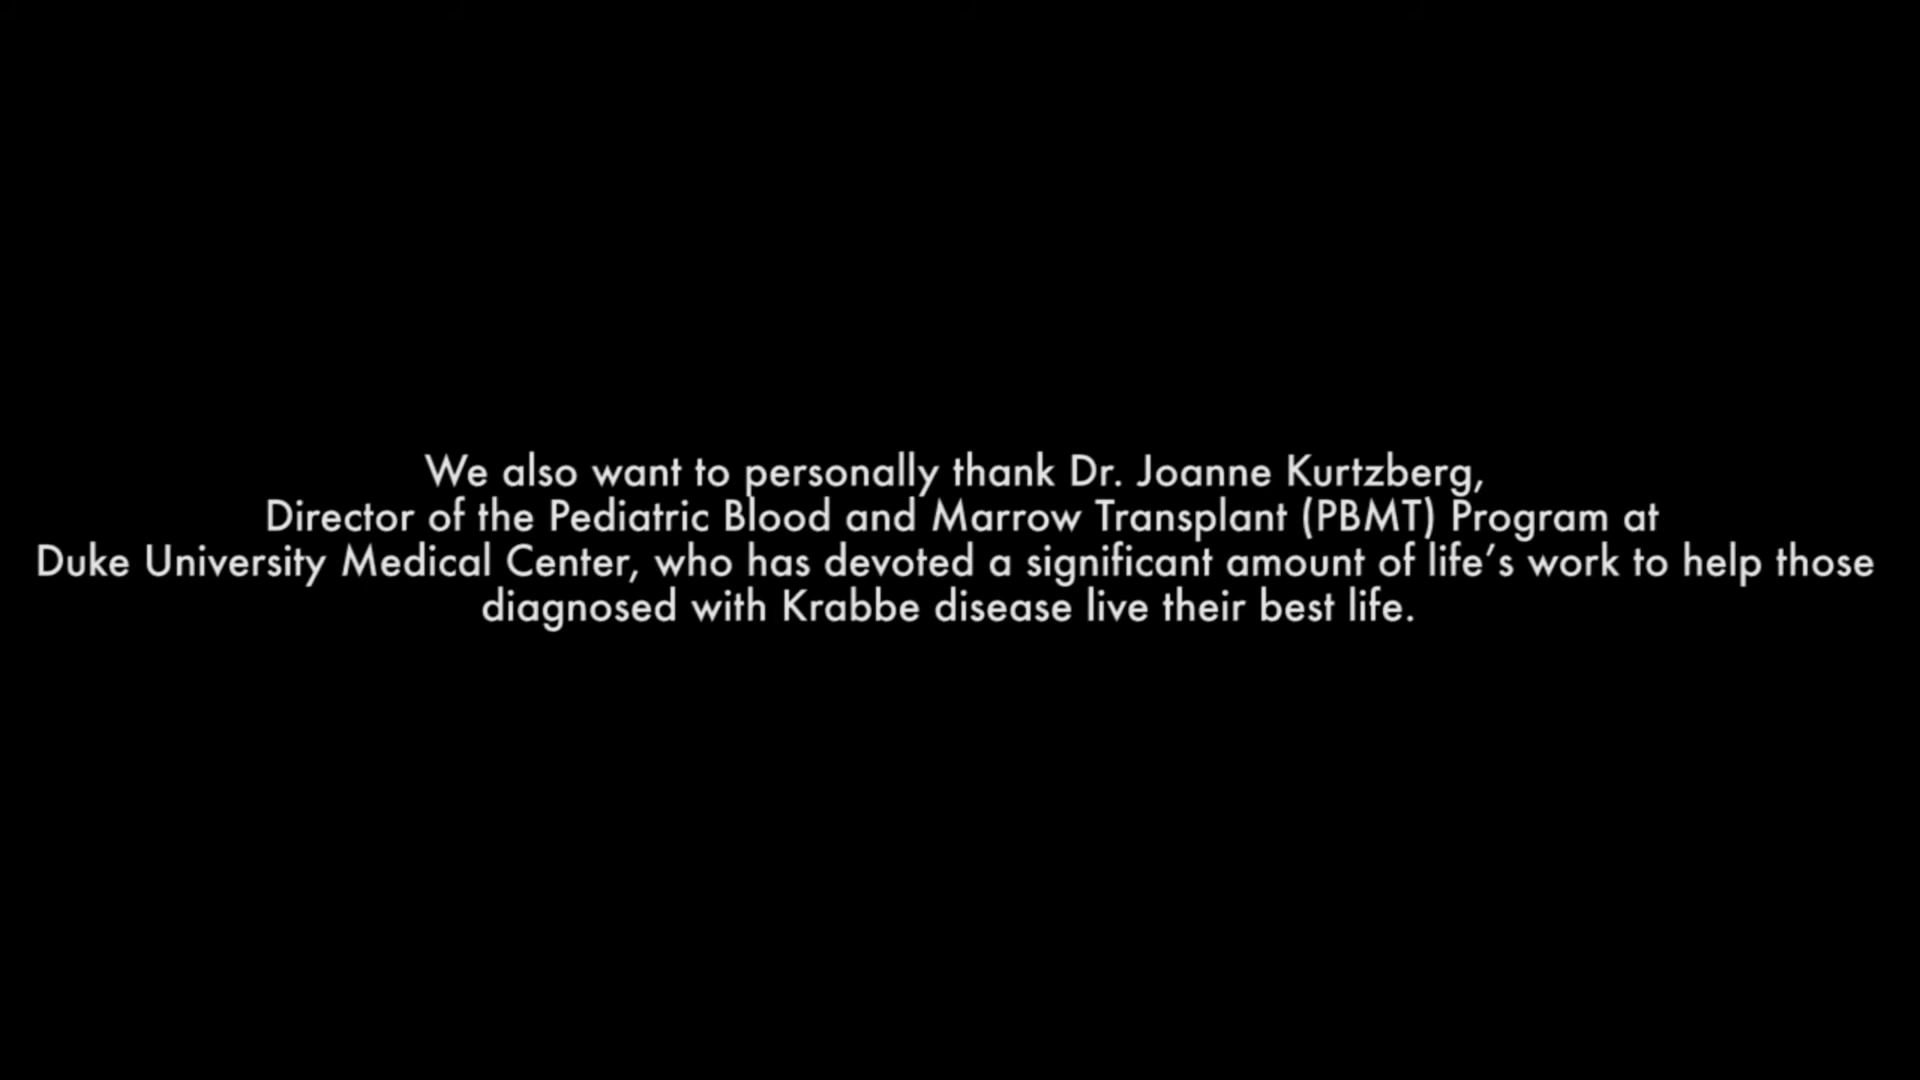 We also want to personally thank Dr. Joanne Kurtzberg,
Director of the Pediatric Blood and Marrow Transplant (PBMT) Program at
Duke University Medical Center, who has devoted a significant amount of life’s work to help those
diagnosed with Krabbe disease live their best life.